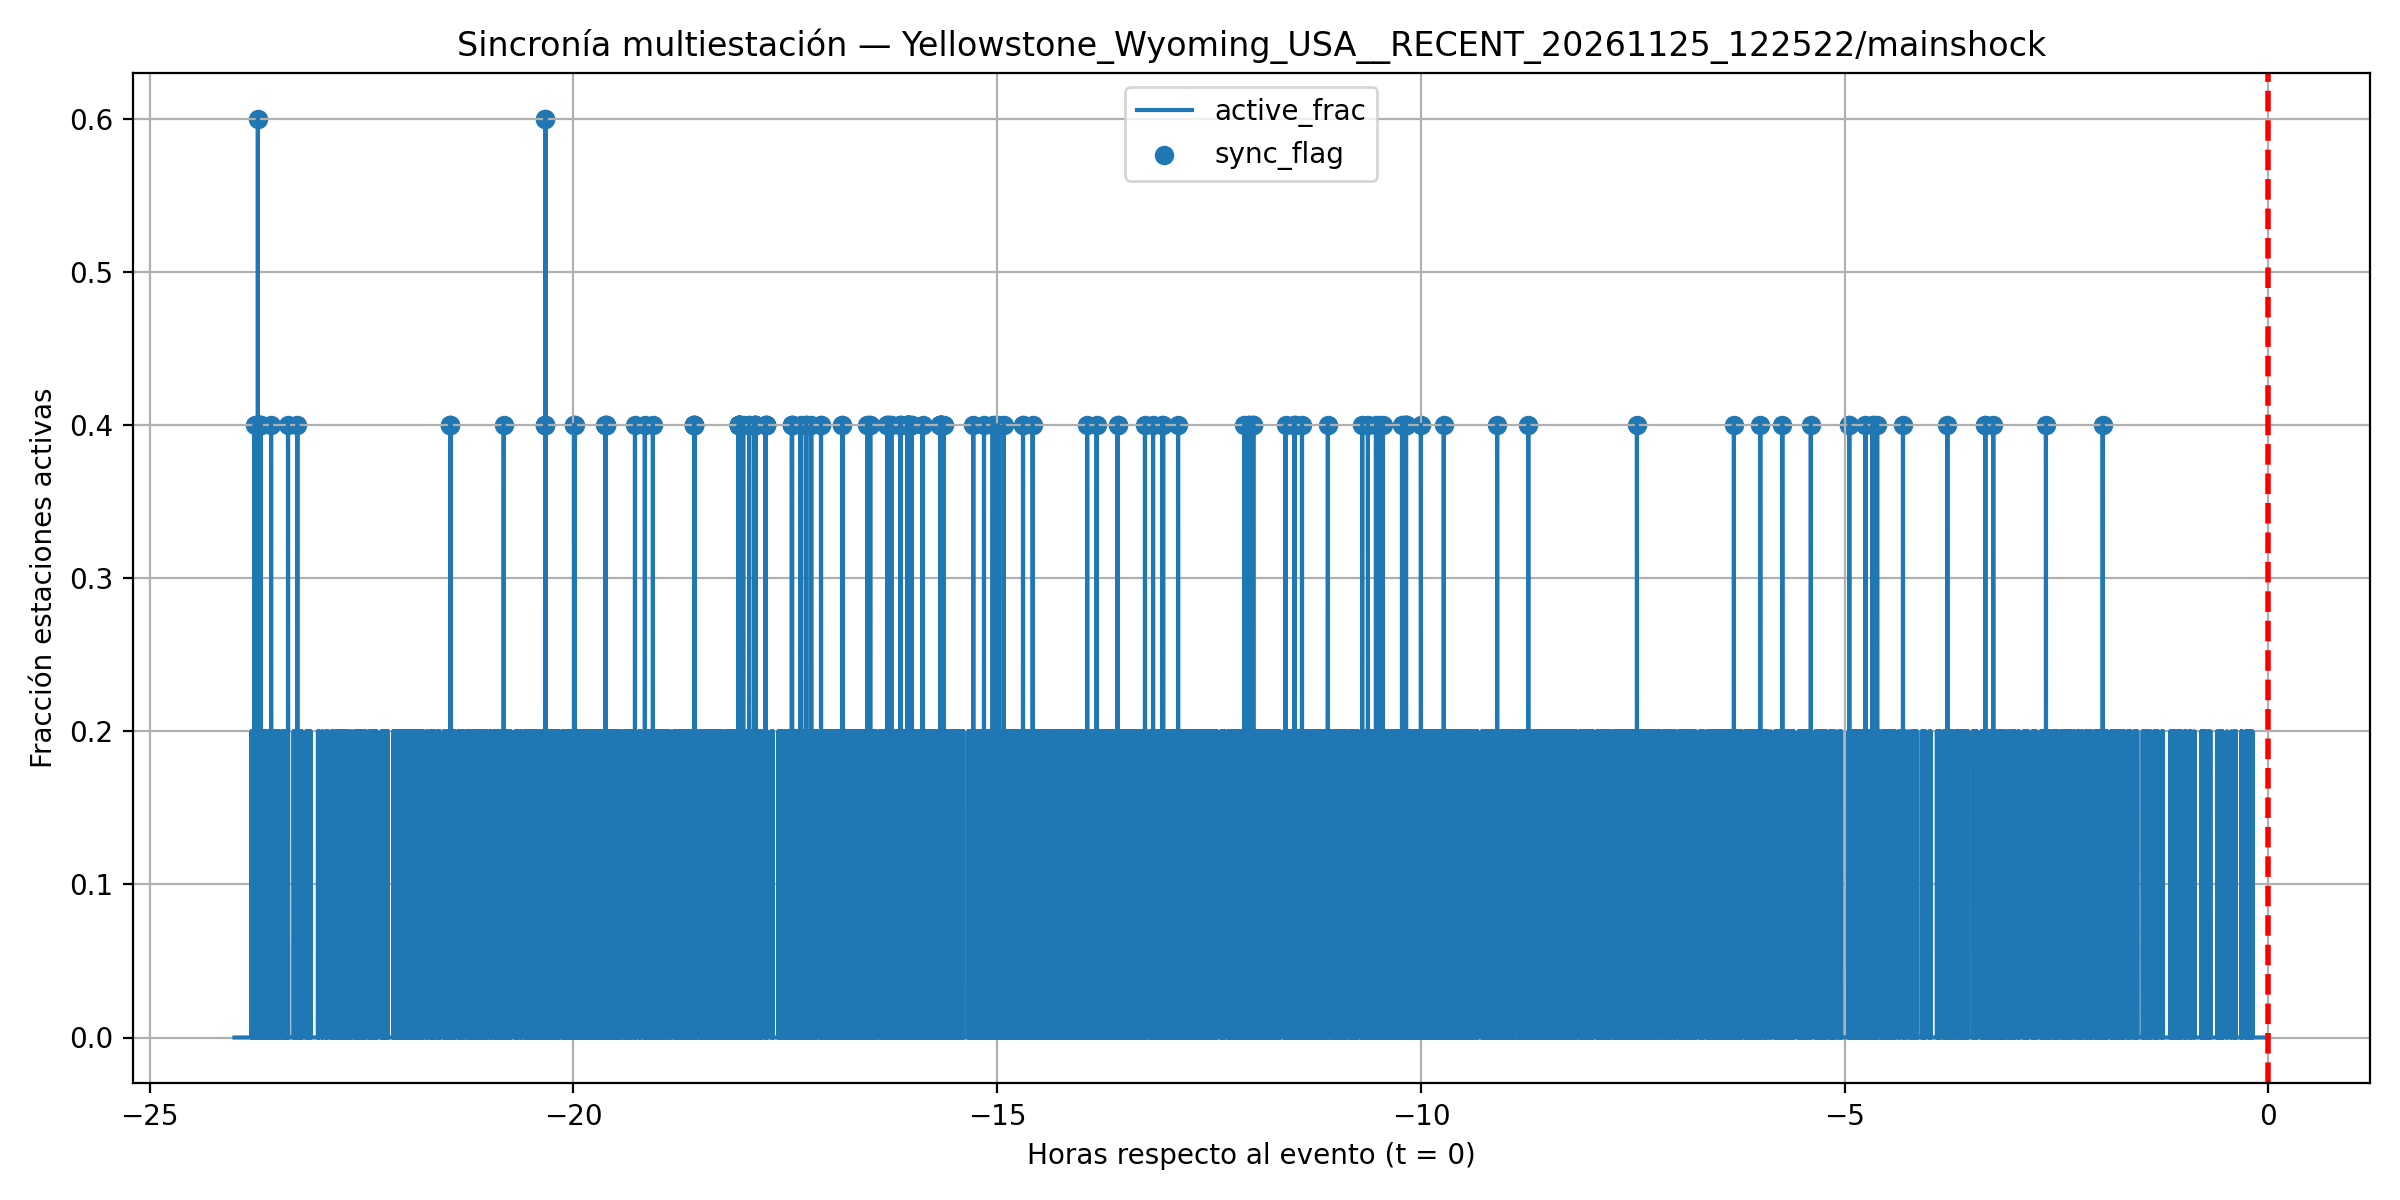 Sincronía multiestación — Yellowstone_Wyoming_USA__RECENT_20261125_122522/mainshock
active_frac
sync_flag
Fracción estaciones activas
0.6
0.5
0.4
0.3
0.2
0.1
0.0
−25
−20
−15
−10
−5
0
Horas respecto al evento (t = 0)